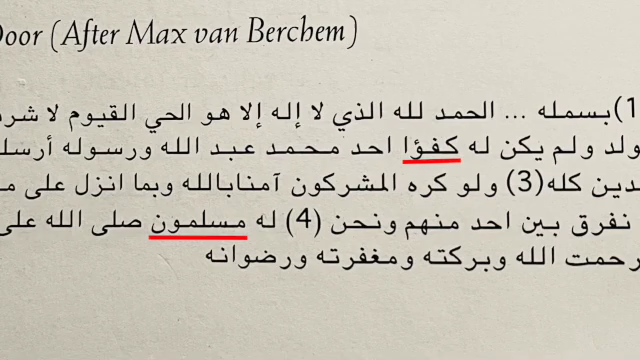 Door (After Max van Berchem)
1)بسمله ... الحمد لله الذي لا إله إلا هو الحي القيوم لا شر
ولد ولم يكن له كفؤا احد محمد عبد الله ورسوله أرسل
دين كله(3) ولو كره المشركون آمنابالله وبما انزل على م
نفرق بين احد منهم ونحن (4) له مسلمون صلى الله على
رحمت الله وبركته ومغفرته ورضوانه